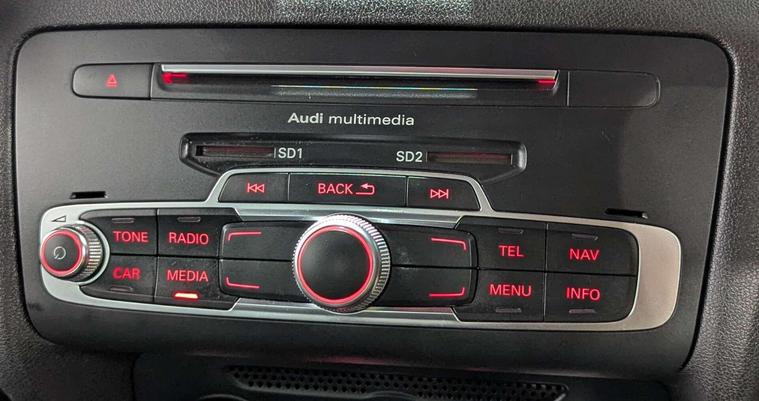 Audi multimedia
SD1 SD2
BACK
TONE RADIO TEL NAV
CAR MEDIA MENU INFO